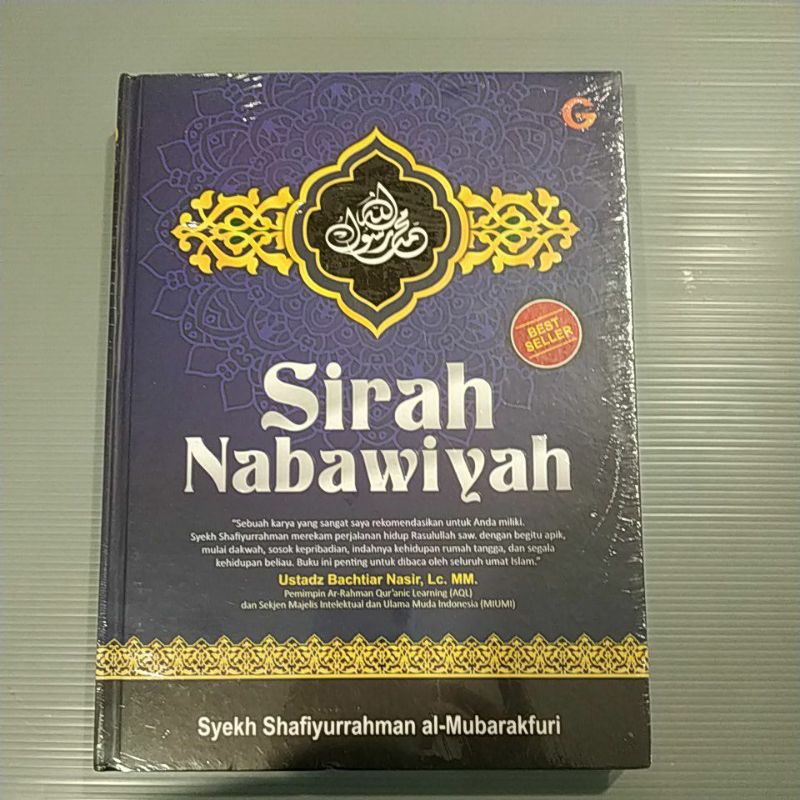 G
محمد رسول الله
BEST
SELLER
Sirah
Nabawiyah
"Sebuah karya yang sangat saya rekomendasikan untuk Anda miliki.
Syekh Shafiyurrahman merekam perjalanan hidup Rasulullah saw. dengan begitu apik,
mulai dakwah, sosok kepribadian, indahnya kehidupan rumah tangga, dan segala
kehidupan beliau. Buku ini penting untuk dibaca oleh seluruh umat Islam."
Ustadz Bachtiar Nasir, Lc. MM.
Pemimpin Ar-Rahman Qur'anic Learning (AQL)
dan Sekjen Majelis Intelektual dan Ulama Muda Indonesia (MIUMI)
Syekh Shafiyurrahman al-Mubarakfuri